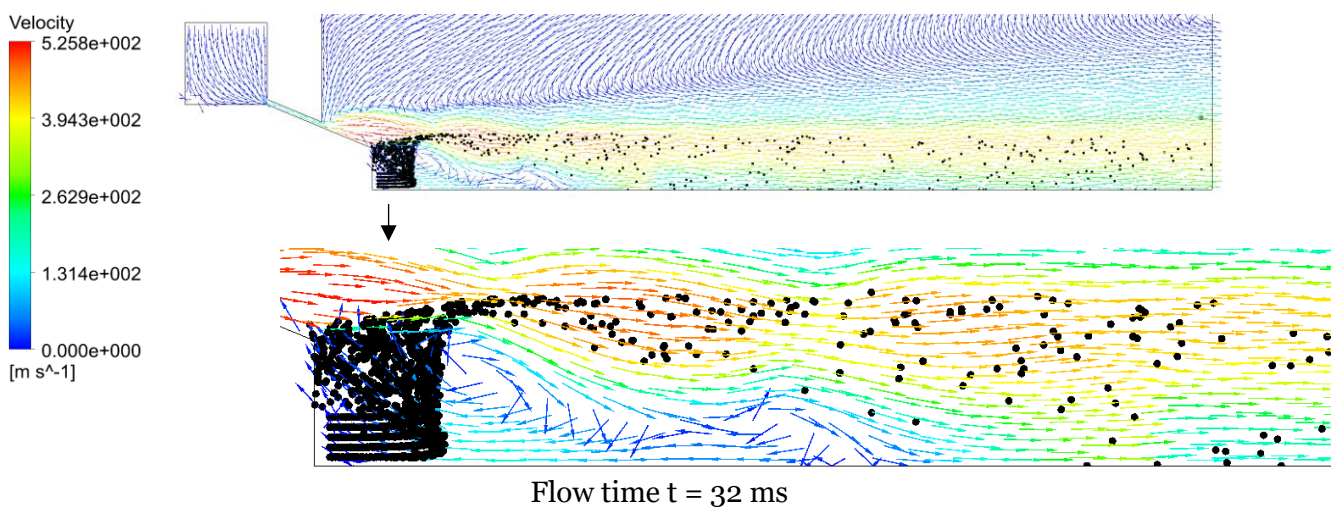 Velocity
5.258e+002
3.943e+002
2.629e+002
1.314e+002
0.000e+000
[m s^-1]
Flow time t = 32 ms